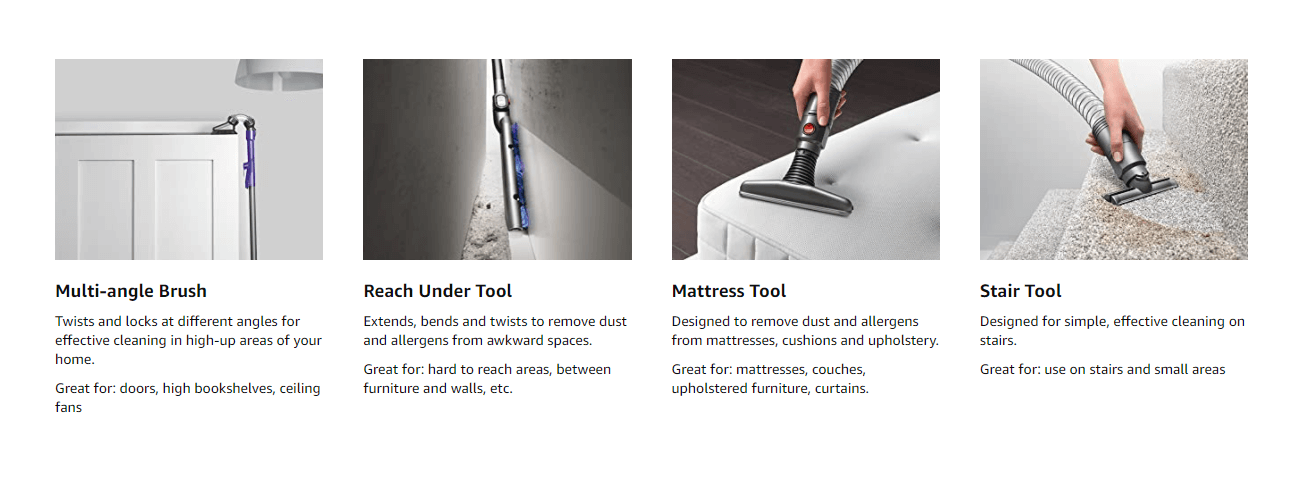 Multi-angle Brush
Twists and locks at different angles for
effective cleaning in high-up areas of your
home.
Great for: doors, high bookshelves, ceiling
fans
Reach Under Tool
Extends, bends and twists to remove dust
and allergens from awkward spaces.
Great for: hard to reach areas, between
furniture and walls, etc.
Mattress Tool
Designed to remove dust and allergens
from mattresses, cushions and upholstery.
Great for: mattresses, couches,
upholstered furniture, curtains.
Stair Tool
Designed for simple, effective cleaning on
stairs.
Great for: use on stairs and small areas